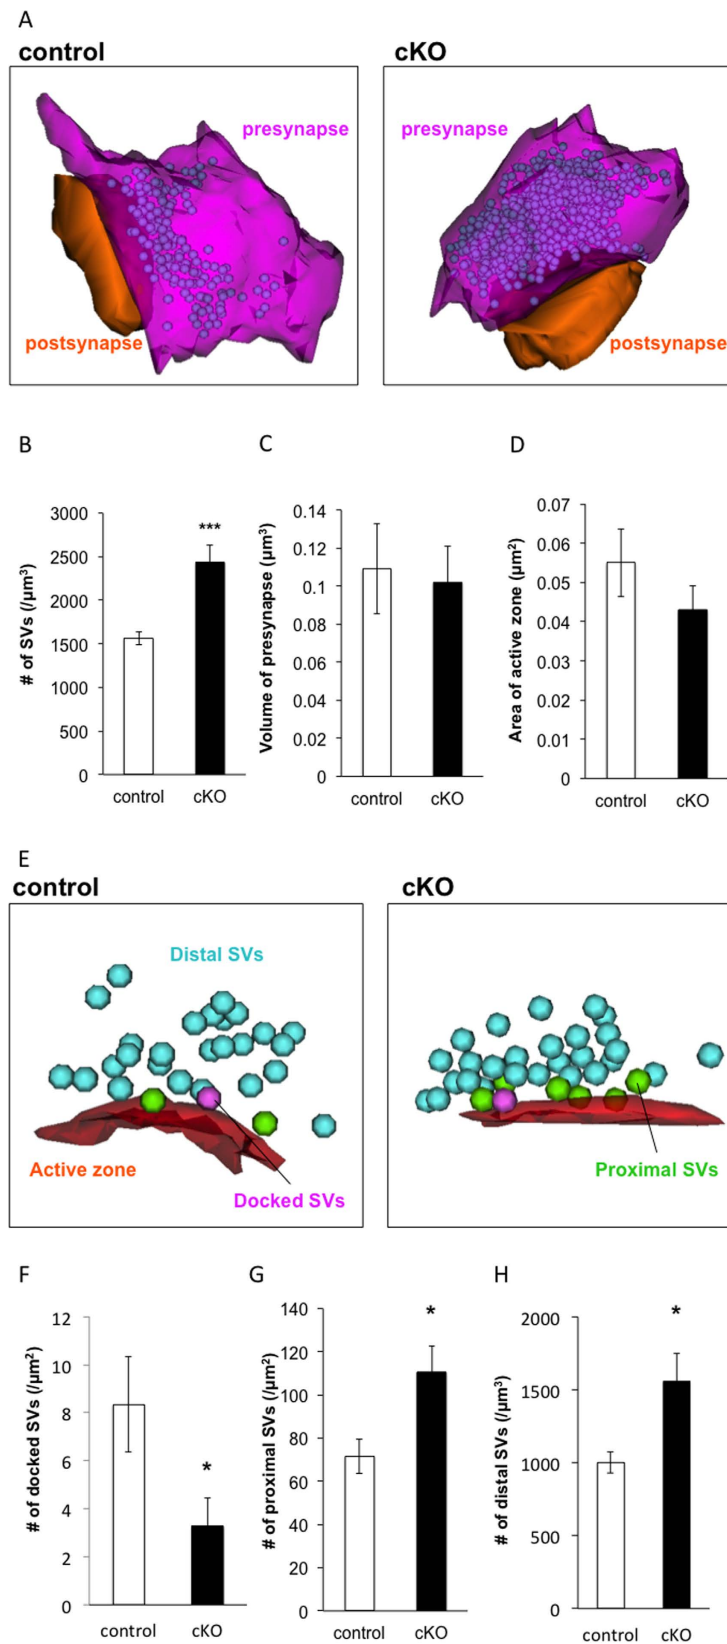 A
control
cKO
presynapse
presynapse
postsynapse
postsynapse
B
C
D
# of SVs (/μm³)
3000
2500
2000
1500
1000
500
0
***
control
cKO
Volume of presynapse (μm³)
0.14
0.12
0.1
0.08
0.06
0.04
0.02
0
control
cKO
Area of active zone (μm²)
0.07
0.06
0.05
0.04
0.03
0.02
0.01
0
control
cKO
E
control
cKO
Distal SVs
Active zone
Docked SVs
Proximal SVs
F
G
H
# of docked SVs (/μm²)
12
10
8
6
4
2
0
*
control
cKO
# of proximal SVs (/μm²)
140
120
100
80
60
40
20
0
*
control
cKO
# of distal SVs (/μm³)
2000
1500
1000
500
0
*
control
cKO